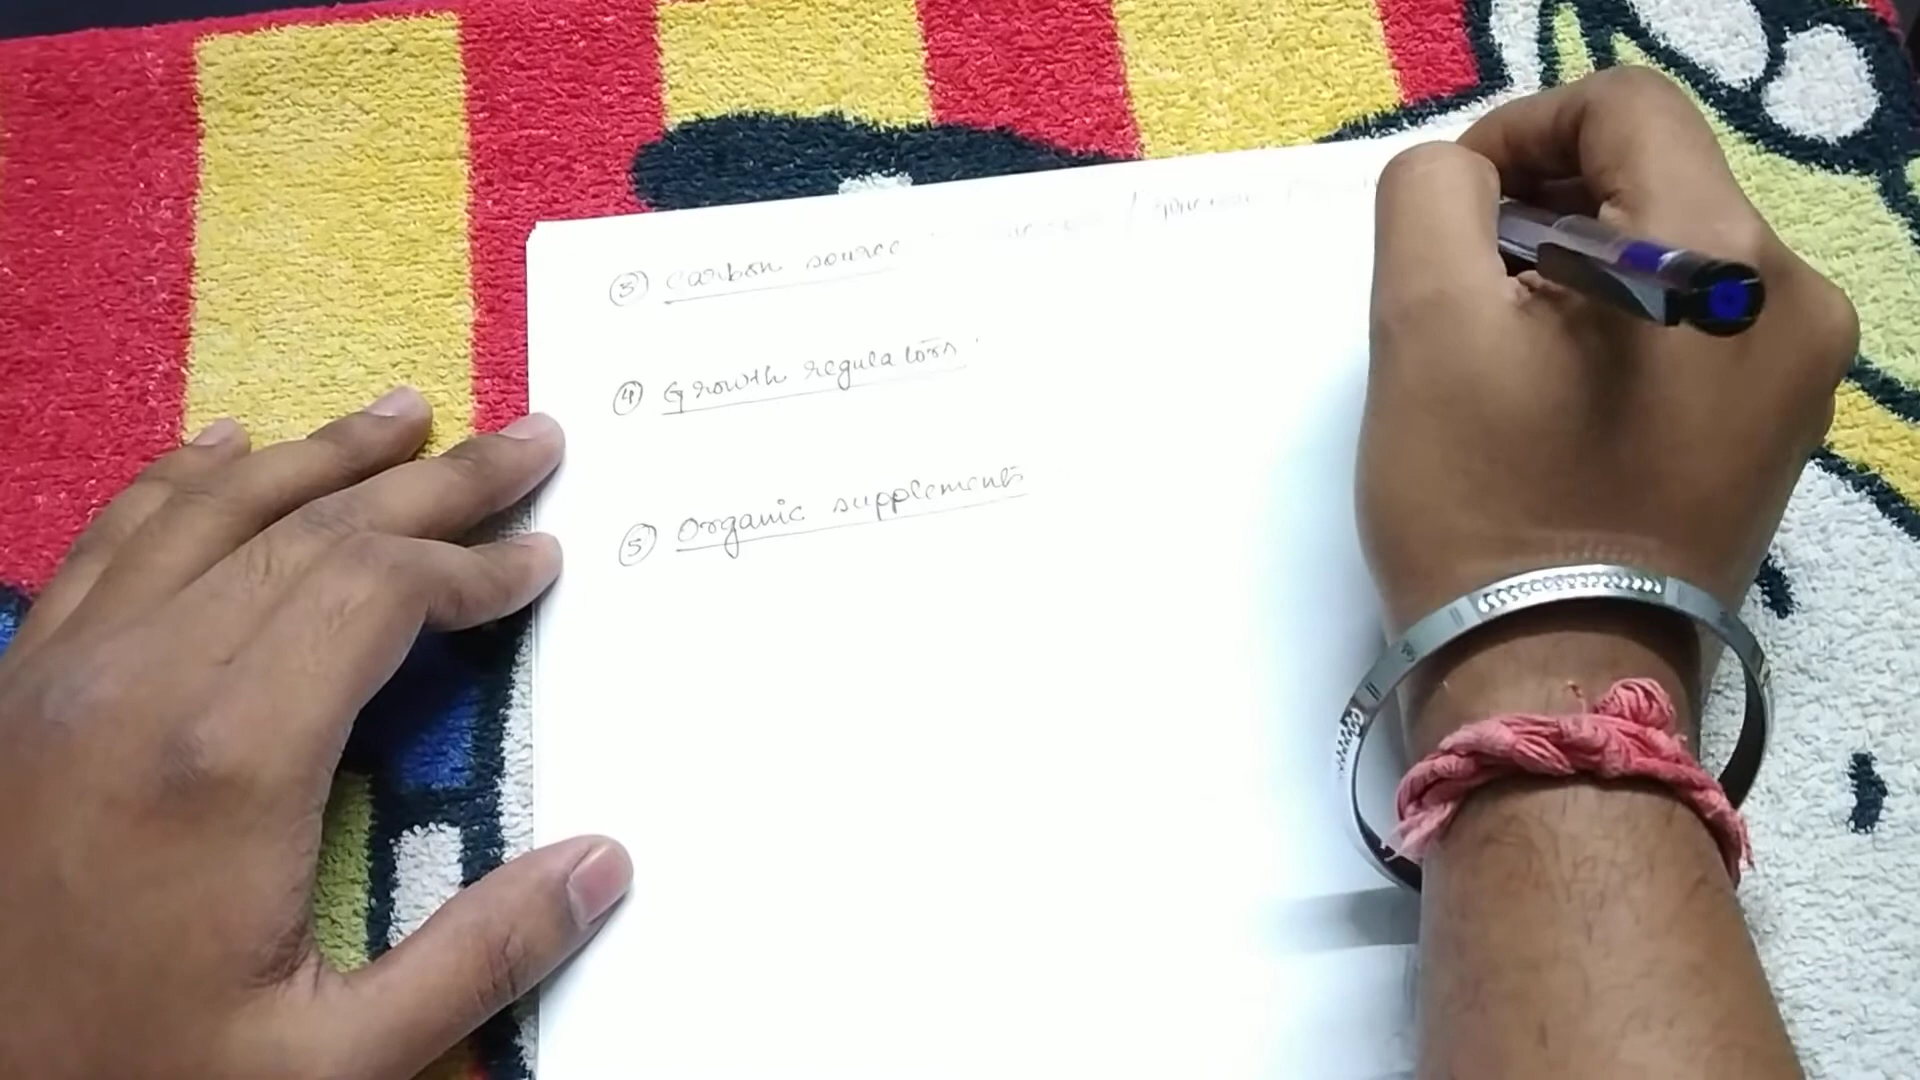 ③ Carbon source
④ Growth regulators
⑤ Organic supplements